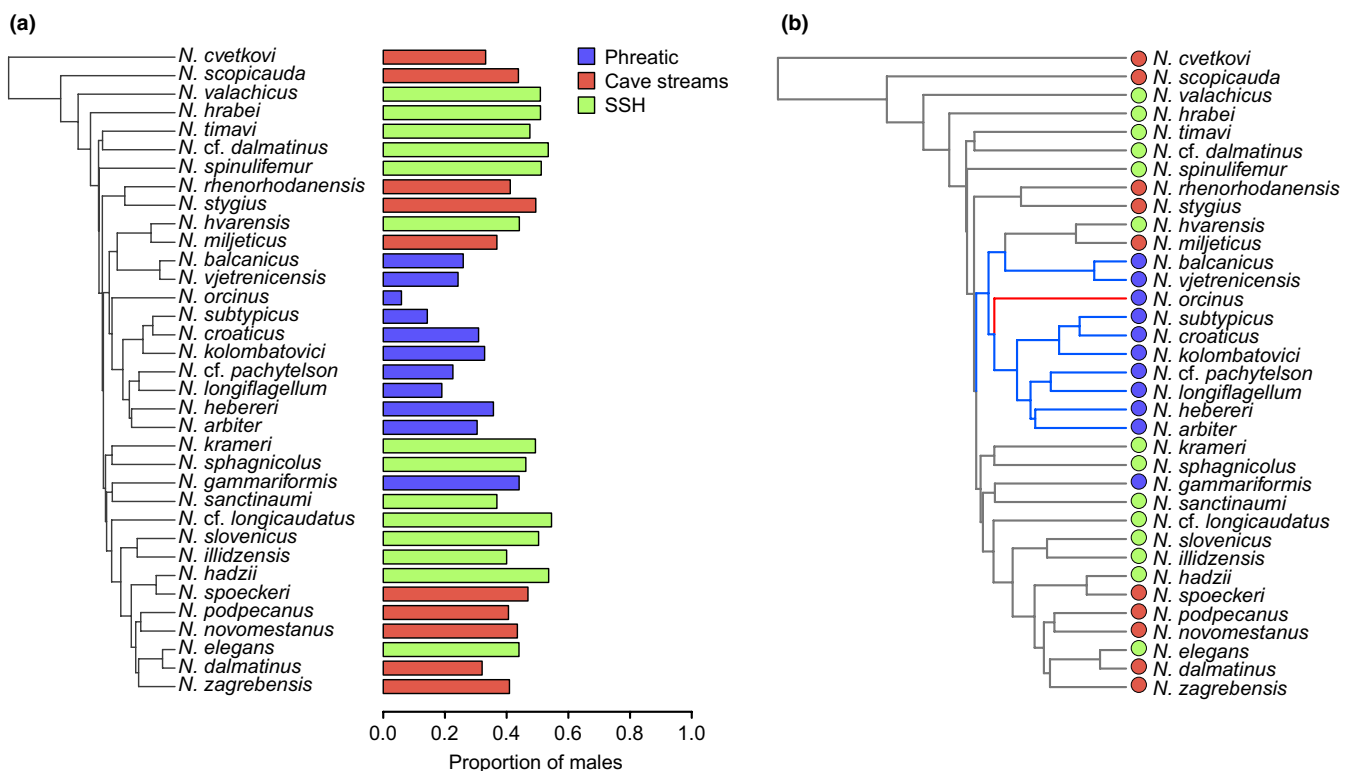 (a)
N. cvetkovi
N. scopicauda
N. valachicus
N. hrabei
N. timavi
N. cf. dalmatinus
N. spinulifemur
N. rhenorhodanensis
N. stygius
N. hvarensis
N. miljeticus
N. balcanicus
N. vjetrenicensis
N. orcinus
N. subtypicus
N. croaticus
N. kolombatovici
N. cf. pachytelson
N. longiflagellum
N. hebereri
N. arbiter
N. krameri
N. sphagnicolus
N. gammariformis
N. sanctinaumi
N. cf. longicaudatus
N. slovenicus
N. illidzensis
N. hadzii
N. spoeckeri
N. podpecanus
N. novomestanus
N. elegans
N. dalmatinus
N. zagrebensis
Phreatic
Cave streams
SSH
0.0 0.2 0.4 0.6 0.8 1.0
Proportion of males
(b)
N. cvetkovi
N. scopicauda
N. valachicus
N. hrabei
N. timavi
N. cf. dalmatinus
N. spinulifemur
N. rhenorhodanensis
N. stygius
N. hvarensis
N. miljeticus
N. balcanicus
N. vjetrenicensis
N. orcinus
N. subtypicus
N. croaticus
N. kolombatovici
N. cf. pachytelson
N. longiflagellum
N. hebereri
N. arbiter
N. krameri
N. sphagnicolus
N. gammariformis
N. sanctinaumi
N. cf. longicaudatus
N. slovenicus
N. illidzensis
N. hadzii
N. spoeckeri
N. podpecanus
N. novomestanus
N. elegans
N. dalmatinus
N. zagrebensis